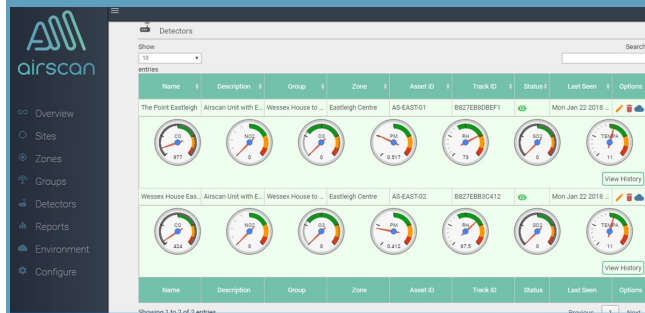 airscan
Overview
Sites
Zones
Groups
Detectors
Reports
Environment
Configure
Detectors
Show
Search
10
entries
Name Description Group Zone Asset ID Track ID Status Last Seen Options
The Point Eastleigh Airscan Unit with E... Wessex House to ... Eastleigh Centre AS-EAST-01 B827EB8DBEF1 Mon Jan 22 2018 ...
CO NO2 O3 PM RH SO2 TEMPA
977 0 0 0.517 73 0 11
View History
Wessex House Eas... Airscan Unit with E... Wessex House to ... Eastleigh Centre AS-EAST-02 B827EBB3C412 Mon Jan 22 2018 ...
CO NO2 O3 PM RH SO2 TEMPA
424 0 0 0.412 87.5 0 11
View History
Name Description Group Zone Asset ID Track ID Status Last Seen Options
Showing 1 to 2 of 2 entries Previous 1 Next